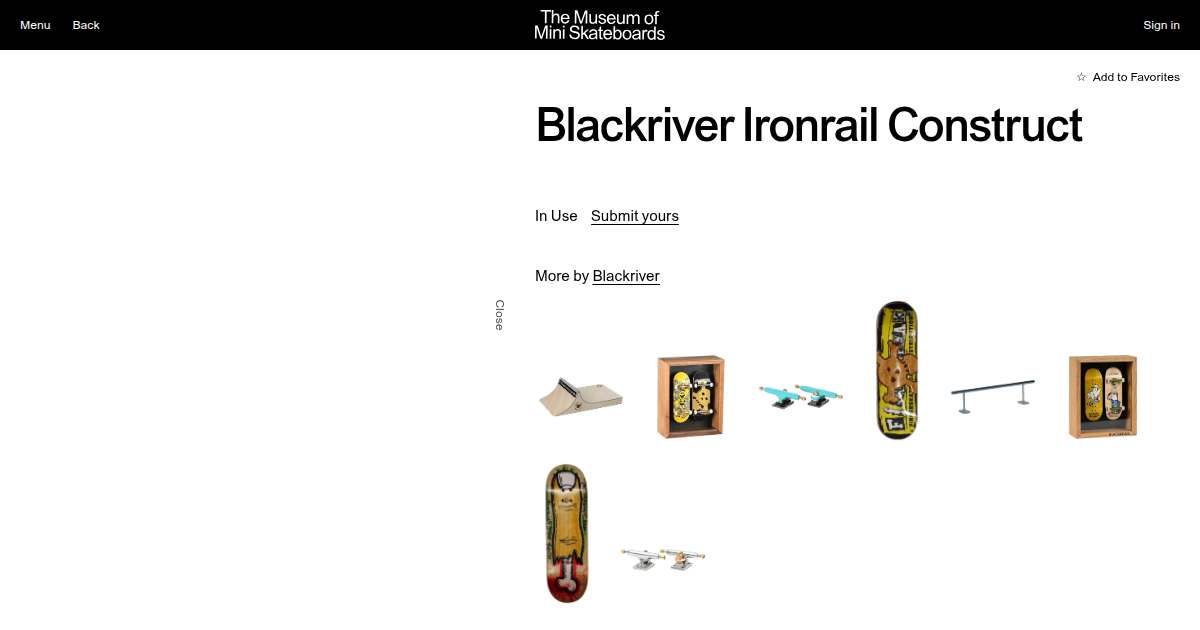 Menu
Back
The Museum of
Mini Skateboards
Sign in
☆ Add to Favorites
Blackriver Ironrail Construct
In Use
Submit yours
More by Blackriver
Close